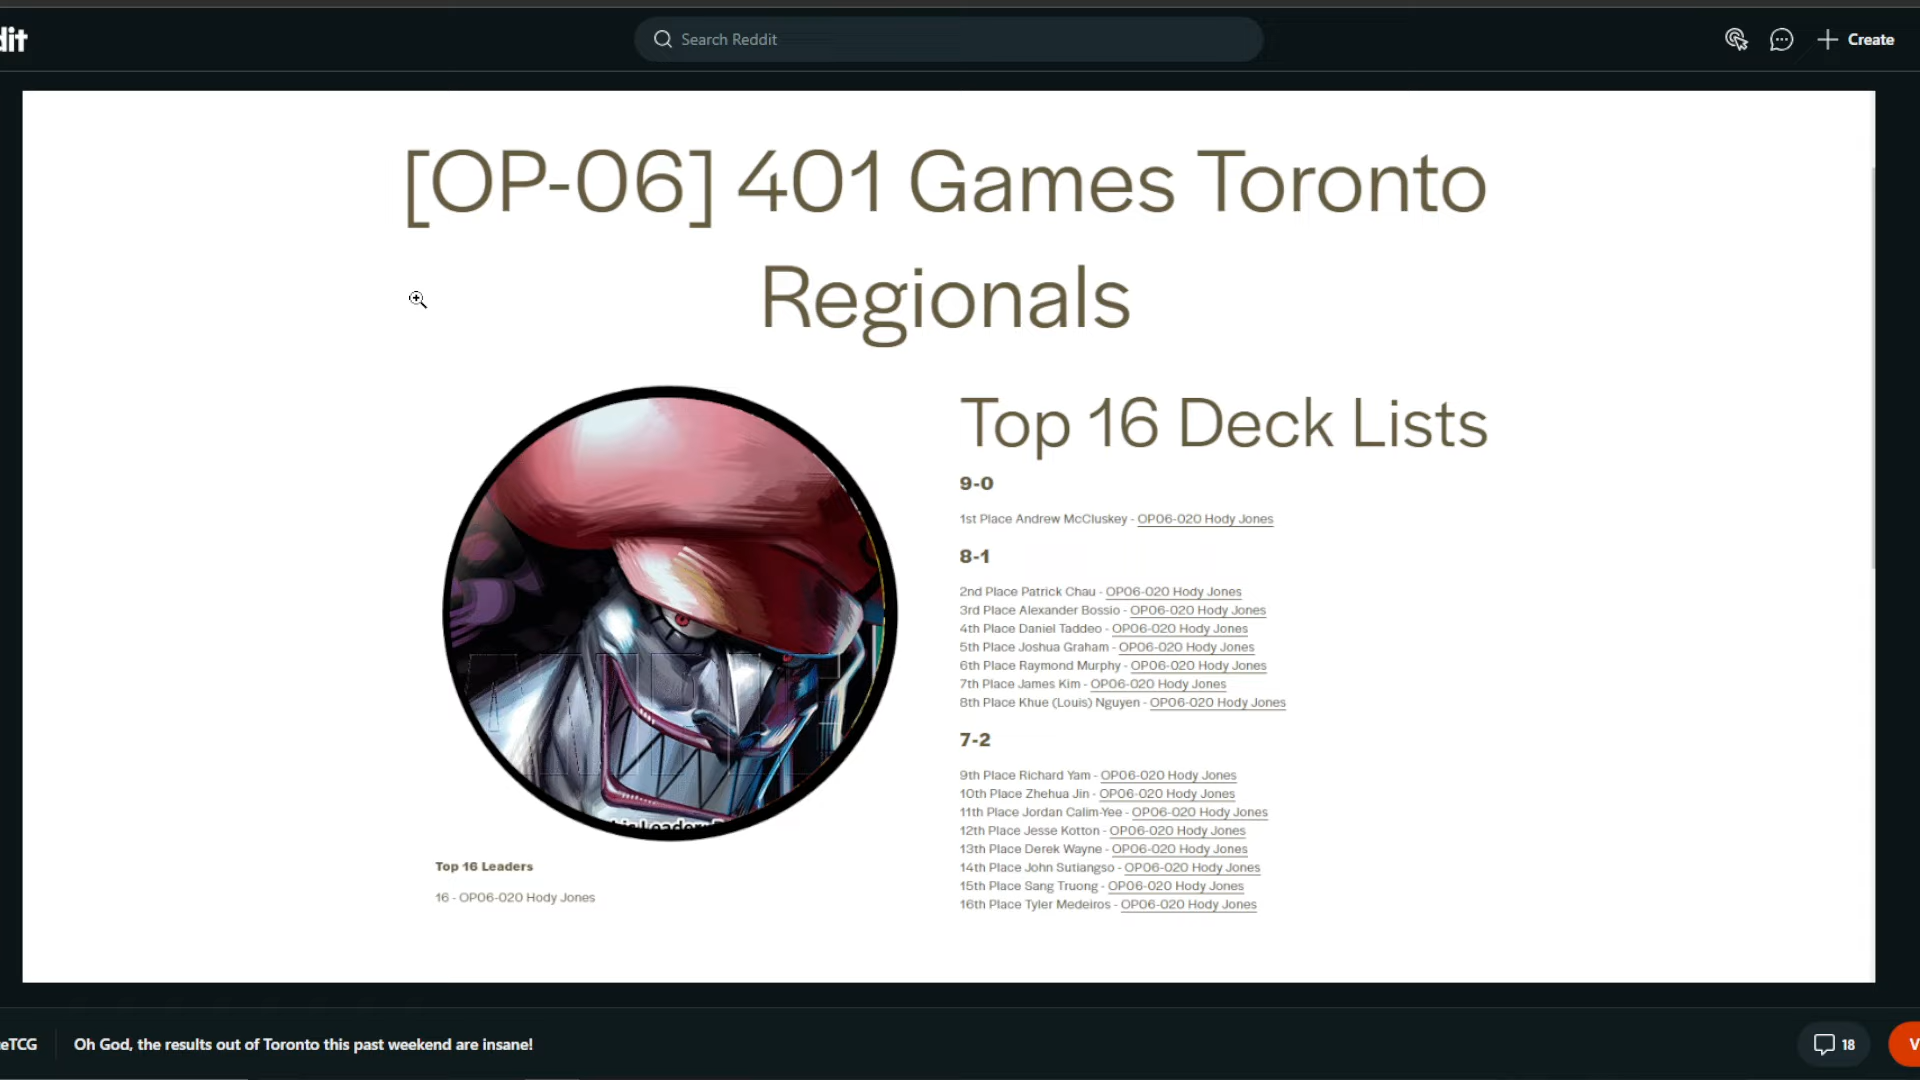 dit
Search Reddit
Create
[OP-06] 401 Games Toronto
Regionals
Top 16 Deck Lists
9-0
1st Place Andrew McCluskey - OP06-020 Hody Jones
8-1
2nd Place Patrick Chau - OP06-020 Hody Jones
3rd Place Alexander Bossio - OP06-020 Hody Jones
4th Place Daniel Taddeo - OP06-020 Hody Jones
5th Place Joshua Graham - OP06-020 Hody Jones
6th Place Raymond Murphy - OP06-020 Hody Jones
7th Place James Kim - OP06-020 Hody Jones
8th Place Khue (Louis) Nguyen - OP06-020 Hody Jones
7-2
9th Place Richard Yam - OP06-020 Hody Jones
10th Place Zhehua Jin - OP06-020 Hody Jones
11th Place Jordan Calim-Yee - OP06-020 Hody Jones
12th Place Jesse Kotton - OP06-020 Hody Jones
13th Place Derek Wayne - OP06-020 Hody Jones
14th Place John Sutiangso - OP06-020 Hody Jones
15th Place Sang Truong - OP06-020 Hody Jones
16th Place Tyler Medeiros - OP06-020 Hody Jones
Top 16 Leaders
16 - OP06-020 Hody Jones
eTCG
Oh God, the results out of Toronto this past weekend are insane!
18
V